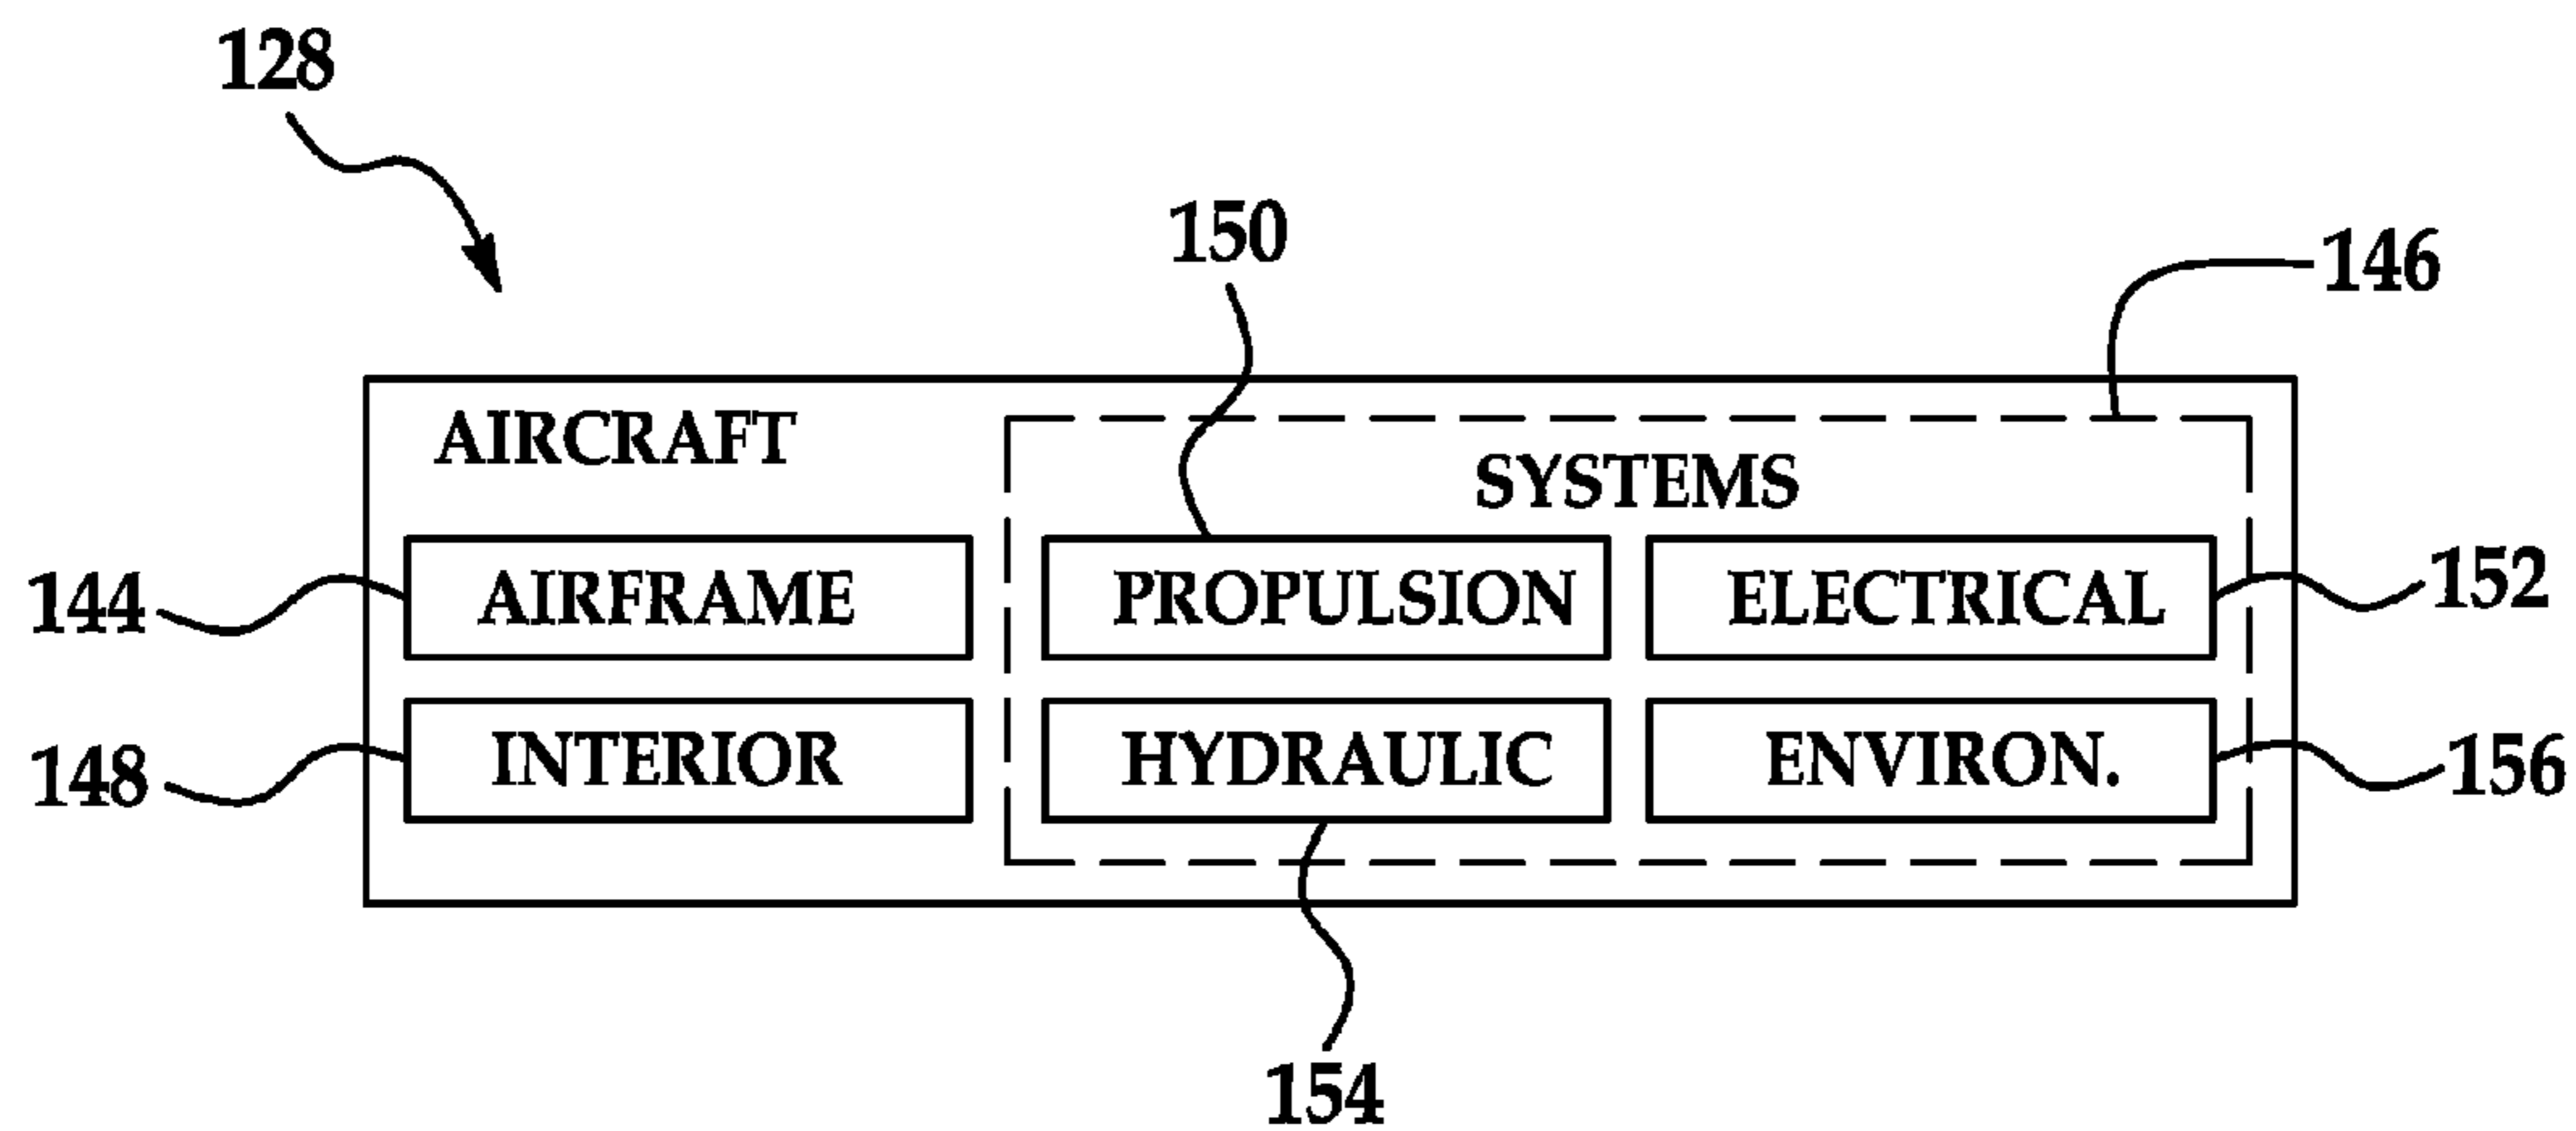 128
150
146
AIRCRAFT
SYSTEMS
144
AIRFRAME
PROPULSION
ELECTRICAL
152
148
INTERIOR
HYDRAULIC
ENVIRON.
156
154